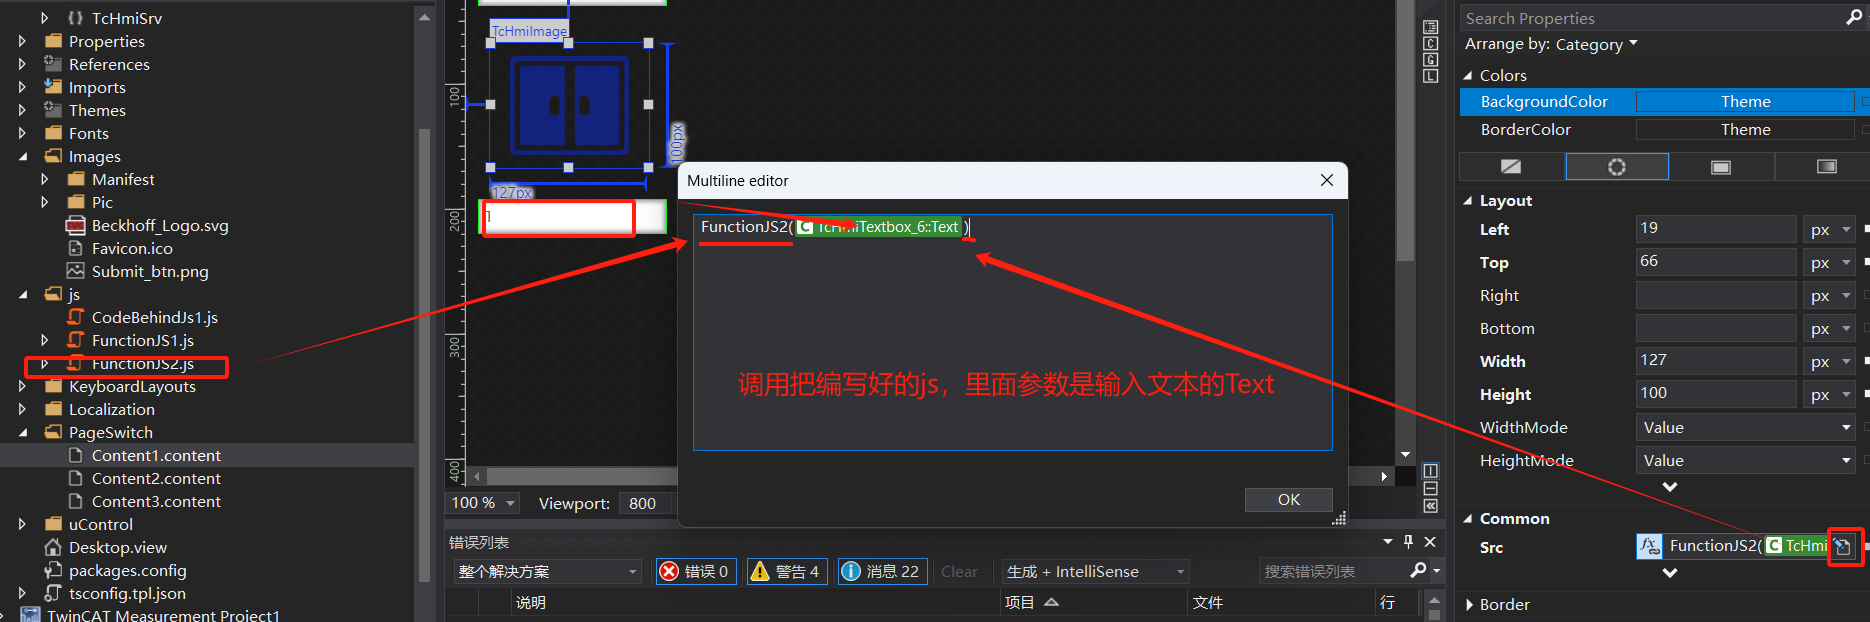 TcHmiSrv
Properties
References
Imports
Themes
Fonts
Images
Manifest
Pic
Beckhoff_Logo.svg
Favicon.ico
Submit_btn.png
js
CodeBehindJs1.js
FunctionJS1.js
FunctionJS2.js
KeyboardLayouts
Localization
PageSwitch
Content1.content
Content2.content
Content3.content
uControl
Desktop.view
packages.config
tsconfig.tpl.json
TwinCAT Measurement Project1
100
200
300
400
TcHmiImage
100px
127px
1
100 %
Viewport:
800
Multiline editor
FunctionJS2( C TcHmiTextbox_6::Text )
调用把编写好的js，里面参数是输入文本的Text
OK
C
G
L
错误列表
整个解决方案
错误 0
警告 4
消息 22
Clear
生成 + IntelliSense
搜索错误列表
说明
项目
文件
行
Search Properties
Arrange by: Category
Colors
BackgroundColor
Theme
BorderColor
Theme
Layout
Left
19
px
Top
66
px
Right
px
Bottom
px
Width
127
px
Height
100
px
WidthMode
Value
HeightMode
Value
Common
Src
FunctionJS2( C TcHmi
Border